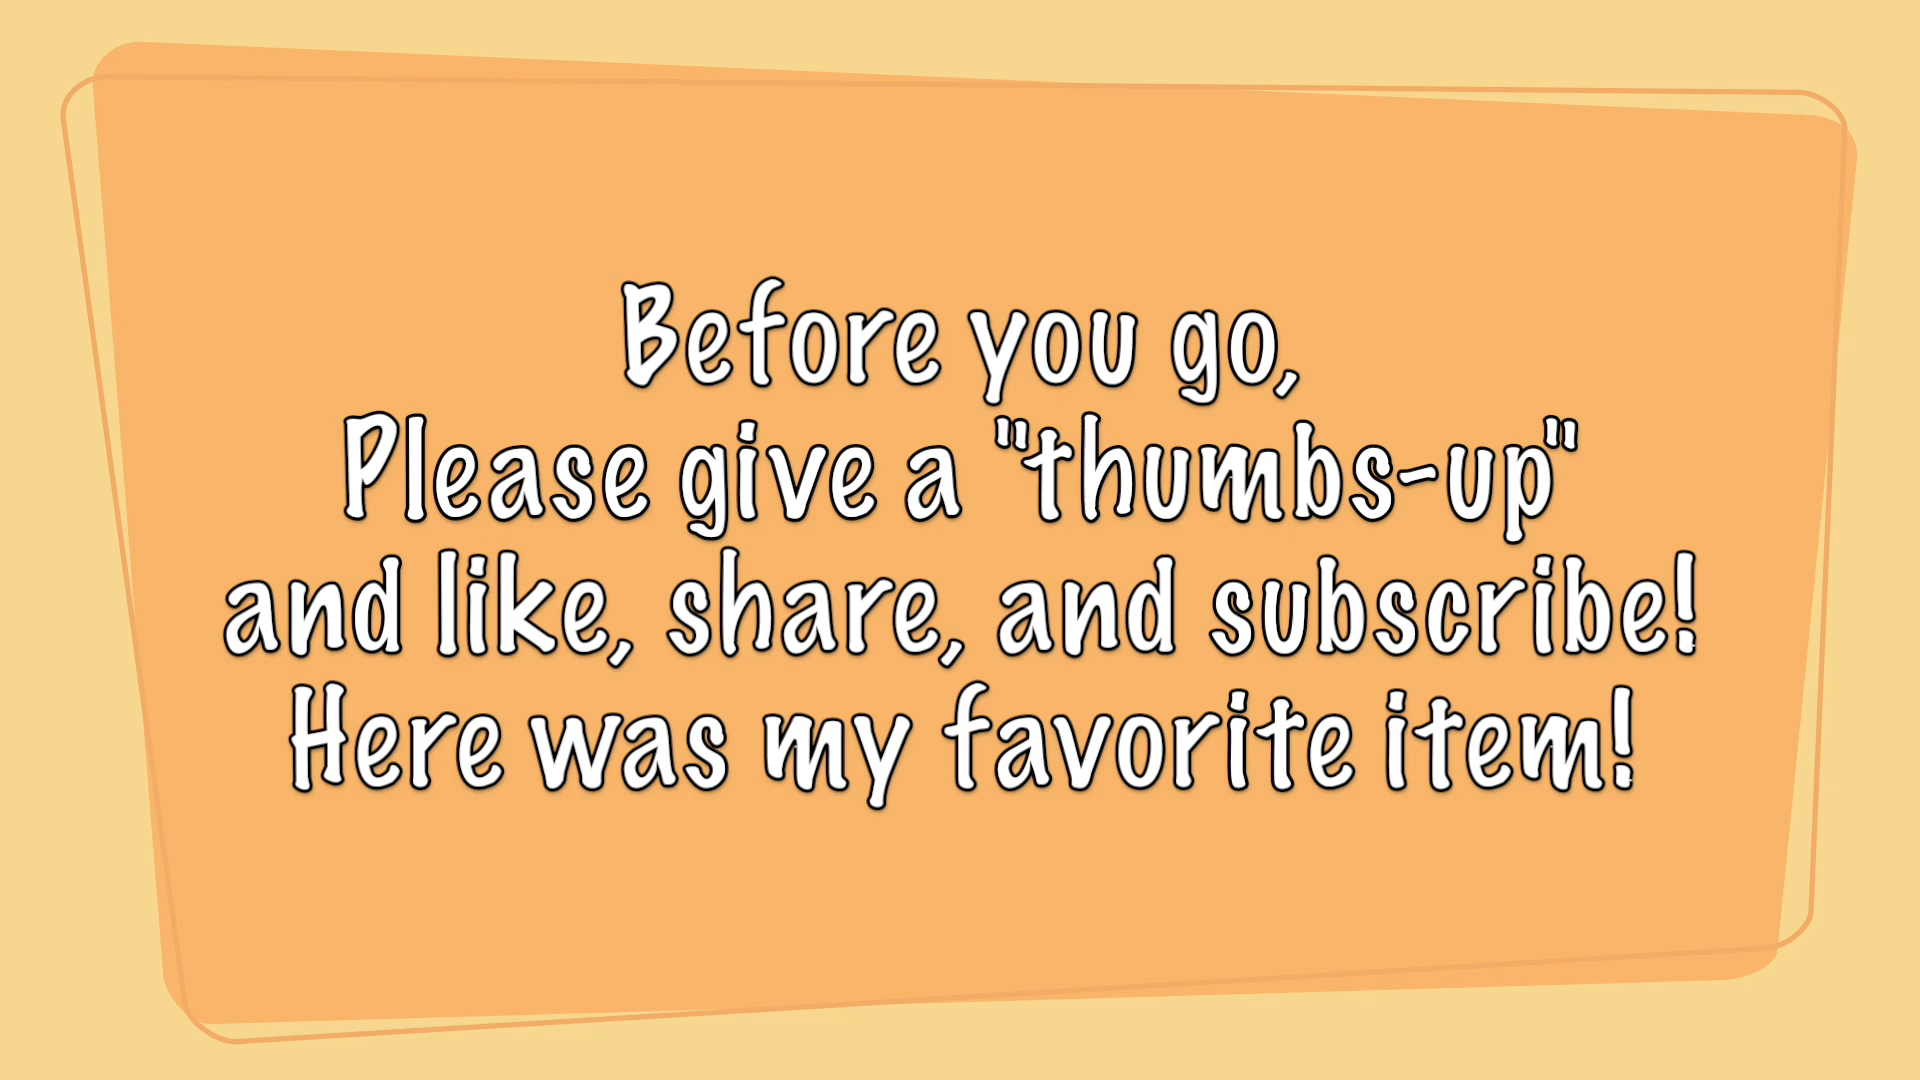 Before you go,
Please give a "thumbs-up"
and like, share, and subscribe!
Here was my favorite item!